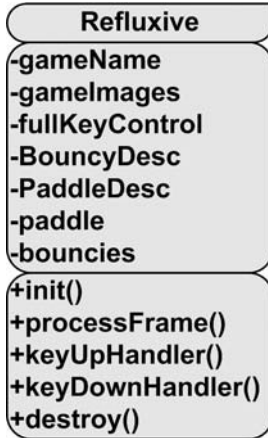 Refluxive
-gameName
-gameImages
-fullKeyControl
-BouncyDesc
-PaddleDesc
-paddle
-bouncies
+init()
+processFrame()
+keyUpHandler()
+keyDownHandler()
+destroy()